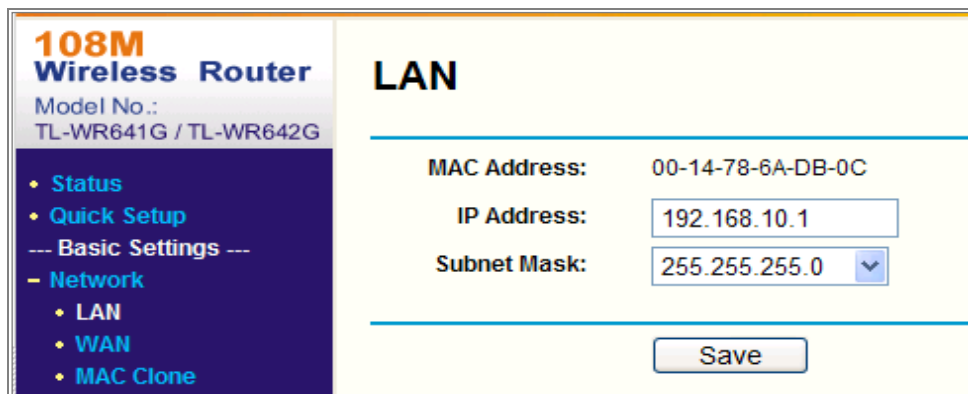 108M
Wireless Router
Model No.:
TL-WR641G / TL-WR642G
• Status
• Quick Setup
--- Basic Settings ---
– Network
• LAN
• WAN
• MAC Clone
LAN
MAC Address: 00-14-78-6A-DB-0C
IP Address: 192.168.10.1
Subnet Mask: 255.255.255.0
Save